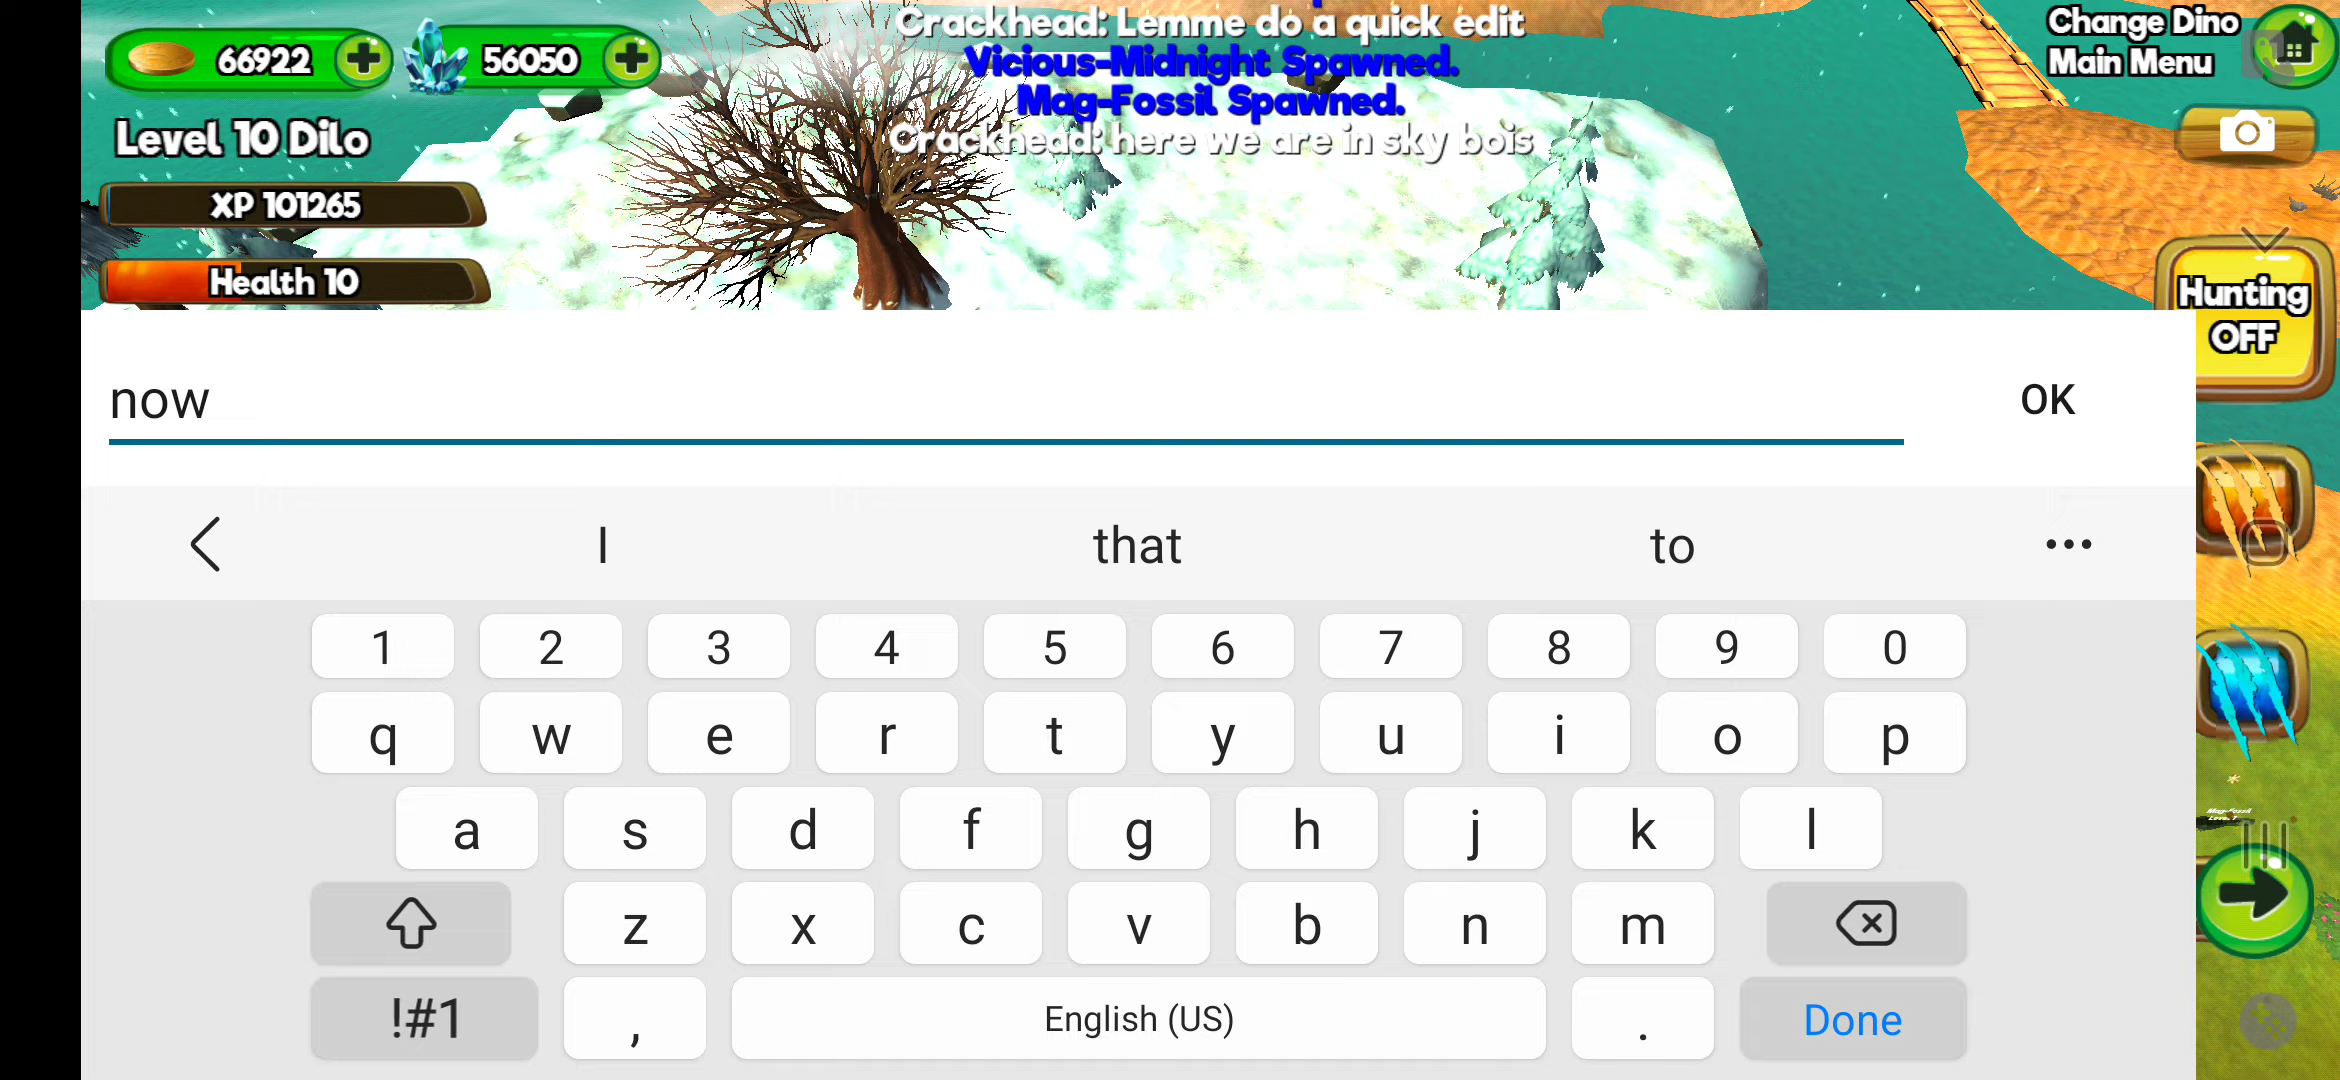 Crackhead: Lemme do a quick edit
Vicious-Midnight Spawned.
Mag-Fossil Spawned.
Crackhead: here we are in sky bois
66922
56050
Change Dino
Main Menu
Level 10 Dilo
XP 101265
Health 10
Hunting
OFF
now
OK
I that to
1 2 3 4 5 6 7 8 9 0
q w e r t y u i o p
a s d f g h j k l
z x c v b n m
!#1 , English (US) . Done
Mag-Fossil